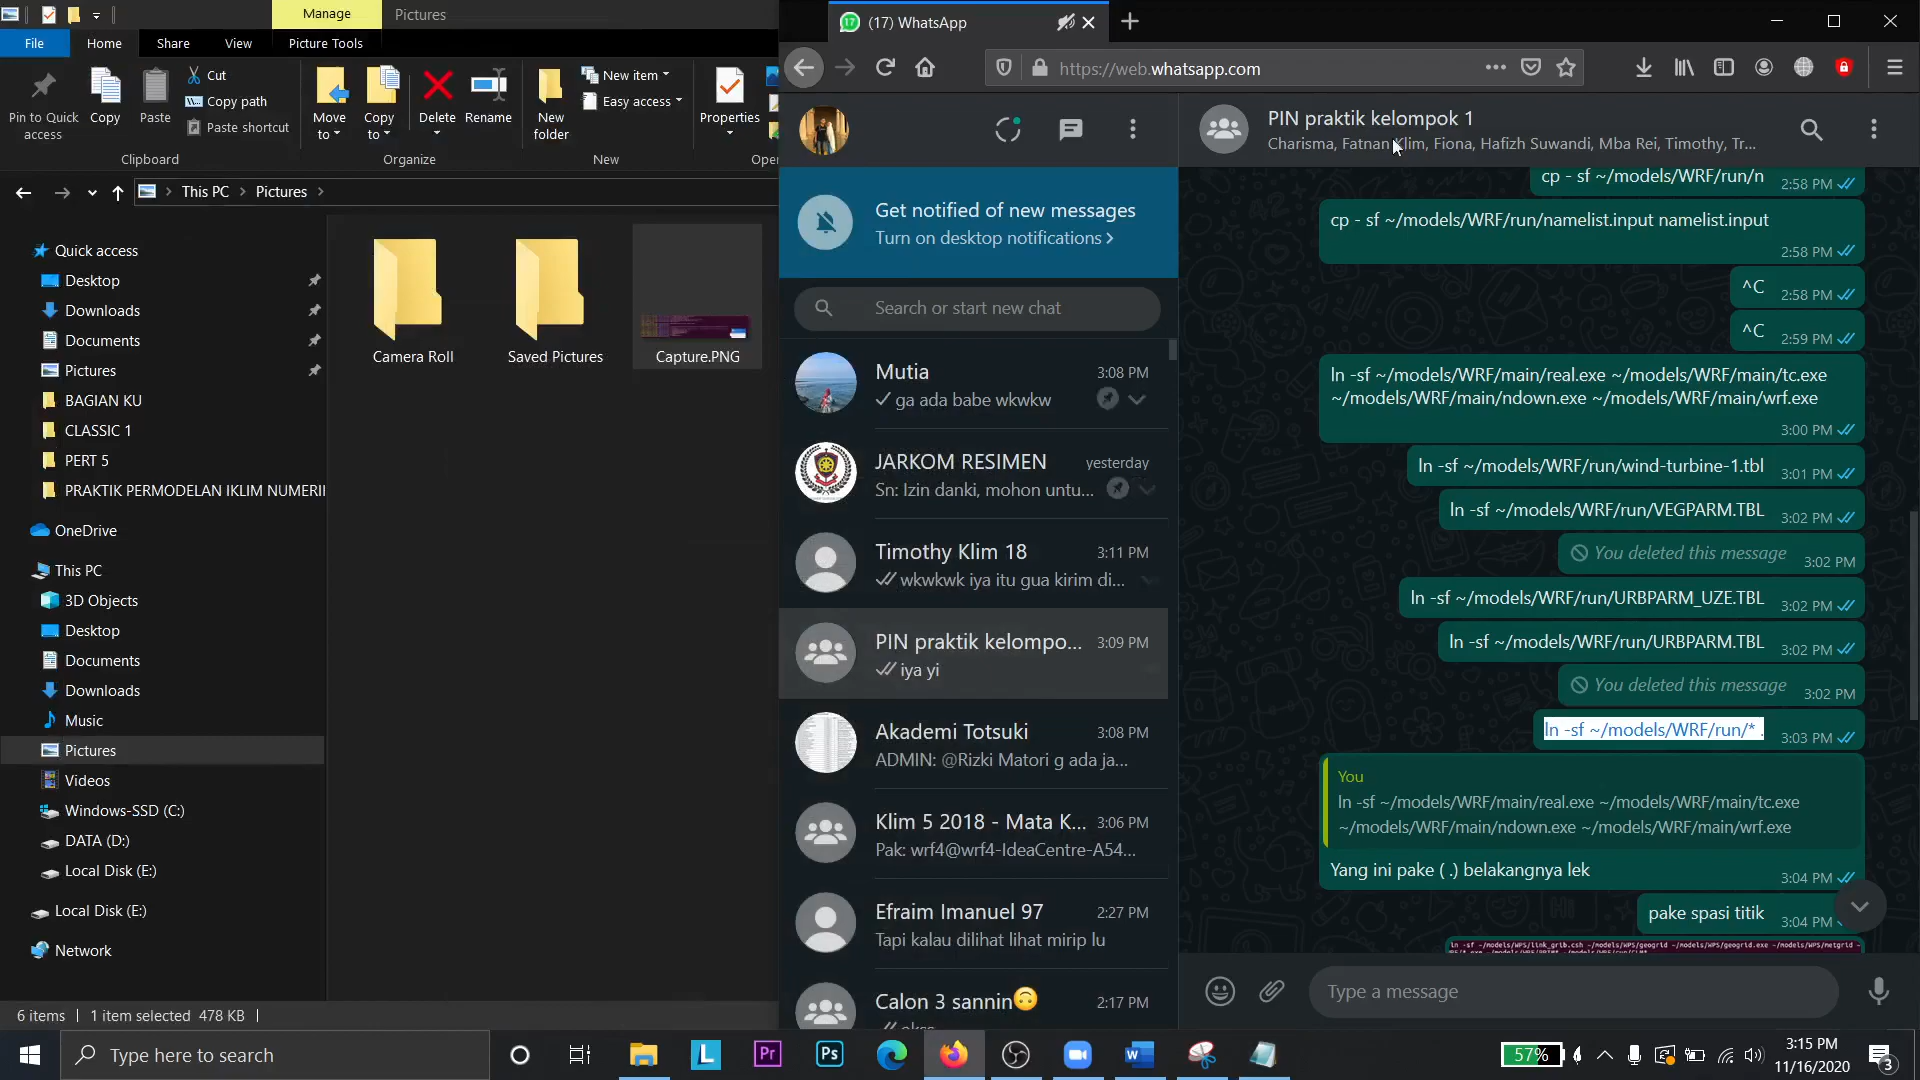 Manage
Pictures
File
Home
Share
View
Picture Tools
Pin to Quick
access
Copy
Paste
Cut
Copy path
Paste shortcut
Move
to
Copy
to
Delete
Rename
New
folder
New item
Easy access
Properties
Clipboard
Organize
New
This PC
Pictures
Quick access
Desktop
Downloads
Documents
Pictures
BAGIAN KU
CLASSIC 1
PERT 5
PRAKTIK PERMODELAN IKLIM NUMERII
OneDrive
This PC
3D Objects
Desktop
Documents
Downloads
Music
Pictures
Videos
Windows-SSD (C:)
DATA (D:)
Local Disk (E:)
Local Disk (E:)
Network
Camera Roll
Saved Pictures
Capture.PNG
6 items
1 item selected 478 KB
(17) WhatsApp
https://web.whatsapp.com
Get notified of new messages
Turn on desktop notifications
Search or start new chat
Mutia
3:08 PM
ga ada babe wkwkw
JARKOM RESIMEN
yesterday
Sn: Izin danki, mohon untu...
Timothy Klim 18
3:11 PM
wkwkwk iya itu gua kirim di...
PIN praktik kelompo...
3:09 PM
iya yi
Akademi Totsuki
3:08 PM
ADMIN: @Rizki Matori g ada ja...
Klim 5 2018 - Mata K...
3:06 PM
Pak: wrf4@wrf4-IdeaCentre-A54...
Efraim Imanuel 97
2:27 PM
Tapi kalau dilihat lihat mirip lu
Calon 3 sannin🙃
2:17 PM
PIN praktik kelompok 1
Charisma, Fatnan Klim, Fiona, Hafizh Suwandi, Mba Rei, Timothy, Tr...
cp - sf ~/models/WRF/run/n
2:58 PM
cp - sf ~/models/WRF/run/namelist.input namelist.input
2:58 PM
^C
2:58 PM
^C
2:59 PM
ln -sf ~/models/WRF/main/real.exe ~/models/WRF/main/tc.exe
~/models/WRF/main/ndown.exe ~/models/WRF/main/wrf.exe
3:00 PM
ln -sf ~/models/WRF/run/wind-turbine-1.tbl
3:01 PM
ln -sf ~/models/WRF/run/VEGPARM.TBL
3:02 PM
You deleted this message
3:02 PM
ln -sf ~/models/WRF/run/URBPARM_UZE.TBL
3:02 PM
ln -sf ~/models/WRF/run/URBPARM.TBL
3:02 PM
You deleted this message
3:02 PM
ln -sf ~/models/WRF/run/* .
3:03 PM
You
ln -sf ~/models/WRF/main/real.exe ~/models/WRF/main/tc.exe
~/models/WRF/main/ndown.exe ~/models/WRF/main/wrf.exe
Yang ini pake ( .) belakangnya lek
3:04 PM
pake spasi titik
3:04 PM
ln -sf ~/models/WPS/link_grib.csh ~/models/WPS/geogrid ~/models/WPS/geogrid.exe ~/models/WPS/metgrid
Type a message
Type here to search
57%
3:15 PM
11/16/2020
3